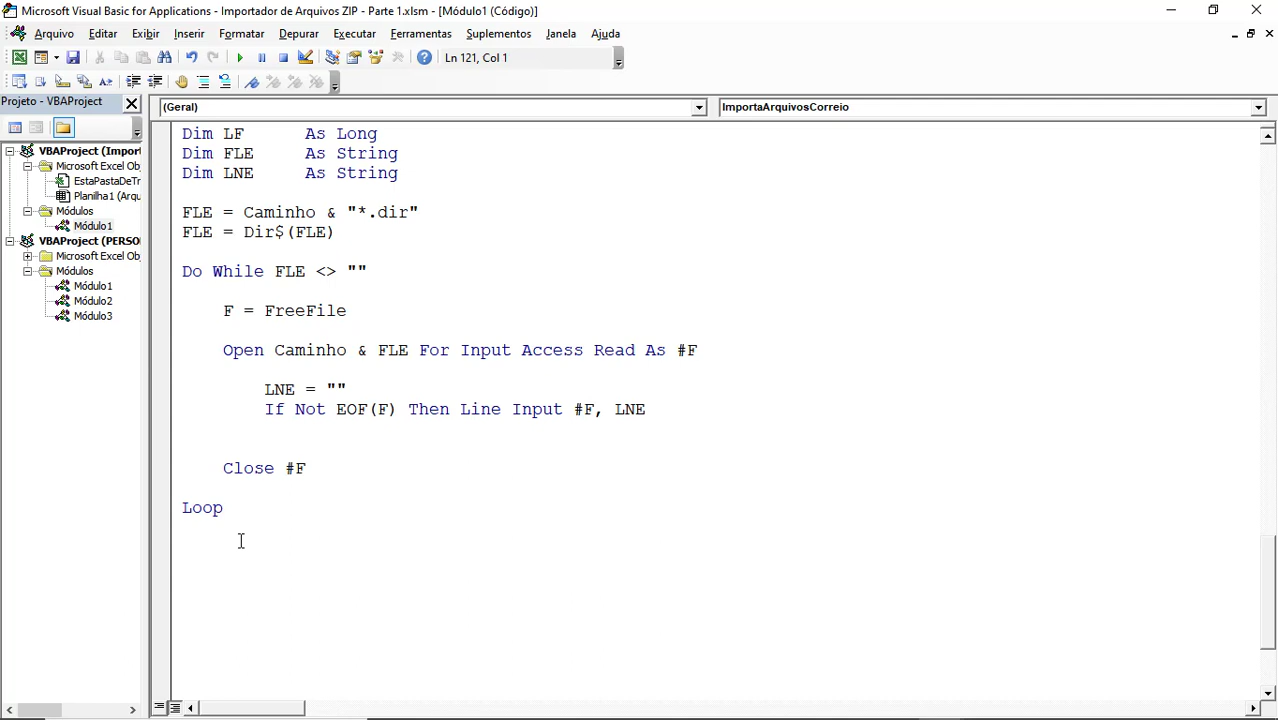 Microsoft Visual Basic for Applications - Importador de Arquivos ZIP - Parte 1.xlsm - [Módulo1 (Código)]
Arquivo Editar Exibir Inserir Formatar Depurar Executar Ferramentas Suplementos Janela Ajuda
Ln 121, Col 1
Projeto - VBAProject
(Geral)
ImportaArquivosCorreio
VBAProject (Import
Microsoft Excel Obj
EstaPastaDeTr
Planilha1 (Arqu
Módulos
Módulo1
VBAProject (PERSO
Microsoft Excel Obj
Módulos
Módulo1
Módulo2
Módulo3
Dim LF As Long
Dim FLE As String
Dim LNE As String
FLE = Caminho & "*.dir"
FLE = Dir$(FLE)
Do While FLE <> ""
F = FreeFile
Open Caminho & FLE For Input Access Read As #F
LNE = ""
If Not EOF(F) Then Line Input #F, LNE
Close #F
Loop